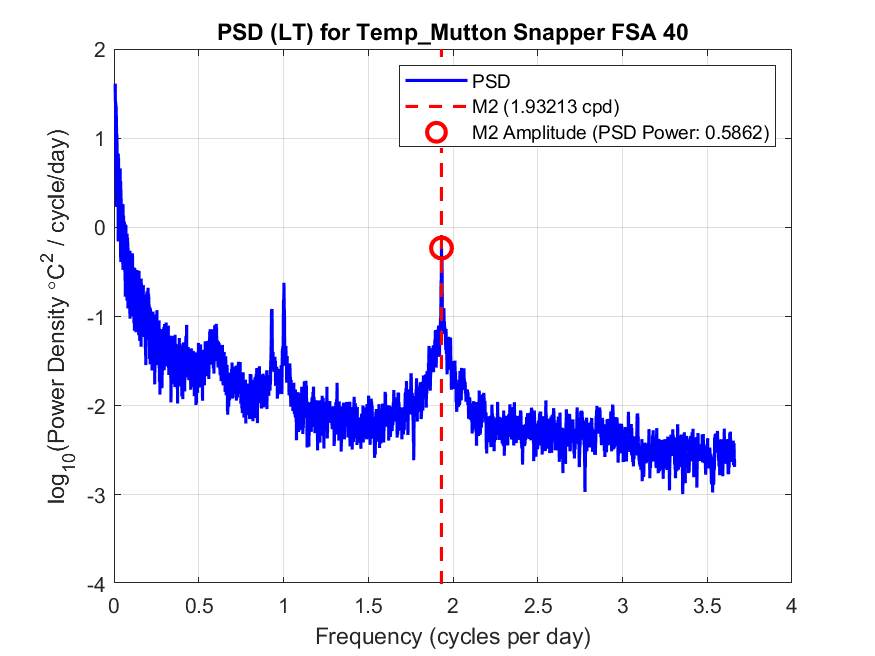 PSD (LT) for Temp_Mutton Snapper FSA 40
PSD
M2 (1.93213 cpd)
M2 Amplitude (PSD Power: 0.5862)
log10(Power Density °C2 / cycle/day)
2
1
0
-1
-2
-3
-4
0
0.5
1
1.5
2
2.5
3
3.5
4
Frequency (cycles per day)